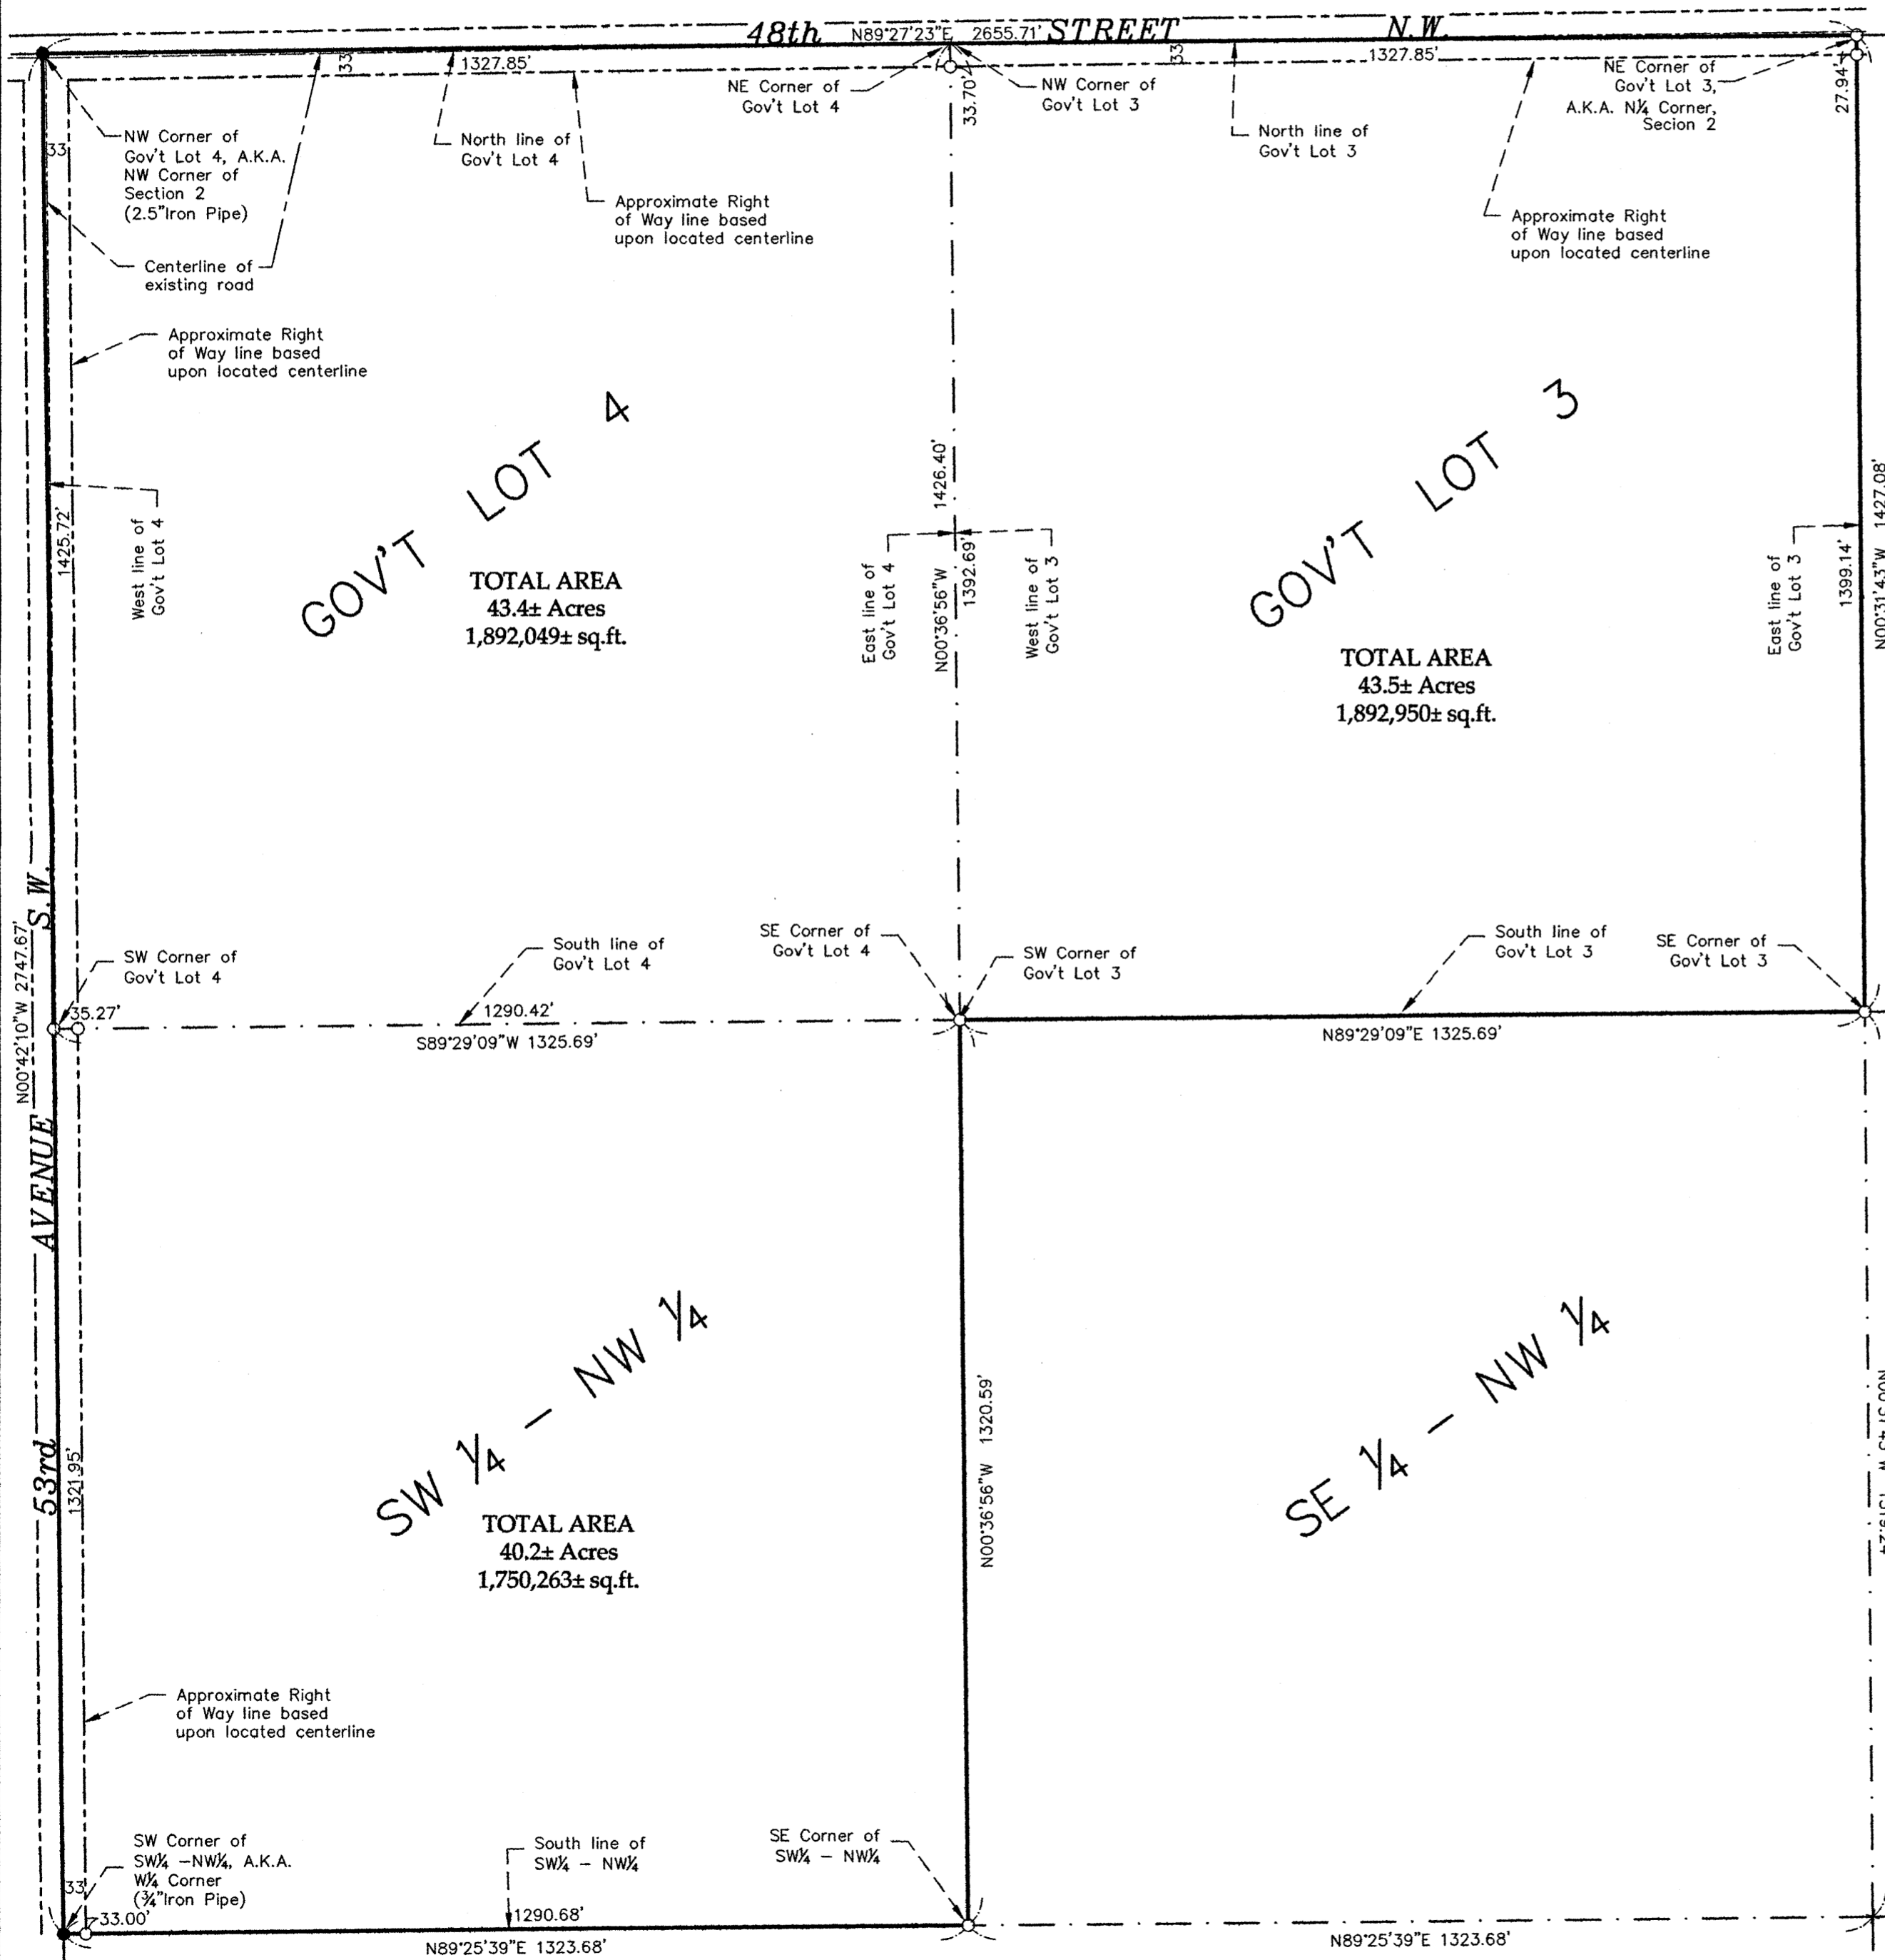 48th STREET N.W.
N89°27'23"E 2655.71'
33
1327.85'
33
1327.85'
NE Corner of
Gov't Lot 4
33.70'
NW Corner of
Gov't Lot 3
NE Corner of
Gov't Lot 3,
A.K.A. N¼ Corner,
Secion 2
27.94'
NW Corner of
Gov't Lot 4, A.K.A.
NW Corner of
Section 2
(2.5"Iron Pipe)
33
North line of
Gov't Lot 4
North line of
Gov't Lot 3
Approximate Right
of Way line based
upon located centerline
Approximate Right
of Way line based
upon located centerline
Centerline of
existing road
Approximate Right
of Way line based
upon located centerline
GOV'T LOT 4
TOTAL AREA
43.4± Acres
1,892,049± sq.ft.
GOV'T LOT 3
TOTAL AREA
43.5± Acres
1,892,950± sq.ft.
1425.72'
West line of
Gov't Lot 4
East line of
Gov't Lot 4
N00°36'56"W 1426.40'
1392.69'
West line of
Gov't Lot 3
East line of
Gov't Lot 3
1399.14'
N00°31'43"W 1427.08'
SW Corner of
Gov't Lot 4
South line of
Gov't Lot 4
SE Corner of
Gov't Lot 4
SW Corner of
Gov't Lot 3
South line of
Gov't Lot 3
SE Corner of
Gov't Lot 3
35.27'
1290.42'
S89°29'09"W 1325.69'
N89°29'09"E 1325.69'
N00°42'10"W 2747.67'
53rd AVENUE S.W.
1321.95'
SW ¼ – NW ¼
TOTAL AREA
40.2± Acres
1,750,263± sq.ft.
N00°36'56"W 1320.59'
SE ¼ – NW ¼
Approximate Right
of Way line based
upon located centerline
SW Corner of
SW¼ –NW¼, A.K.A.
W¼ Corner
(¾"Iron Pipe)
33
33.00'
South line of
SW¼ – NW¼
SE Corner of
SW¼ – NW¼
1290.68'
N89°25'39"E 1323.68'
N89°25'39"E 1323.68'